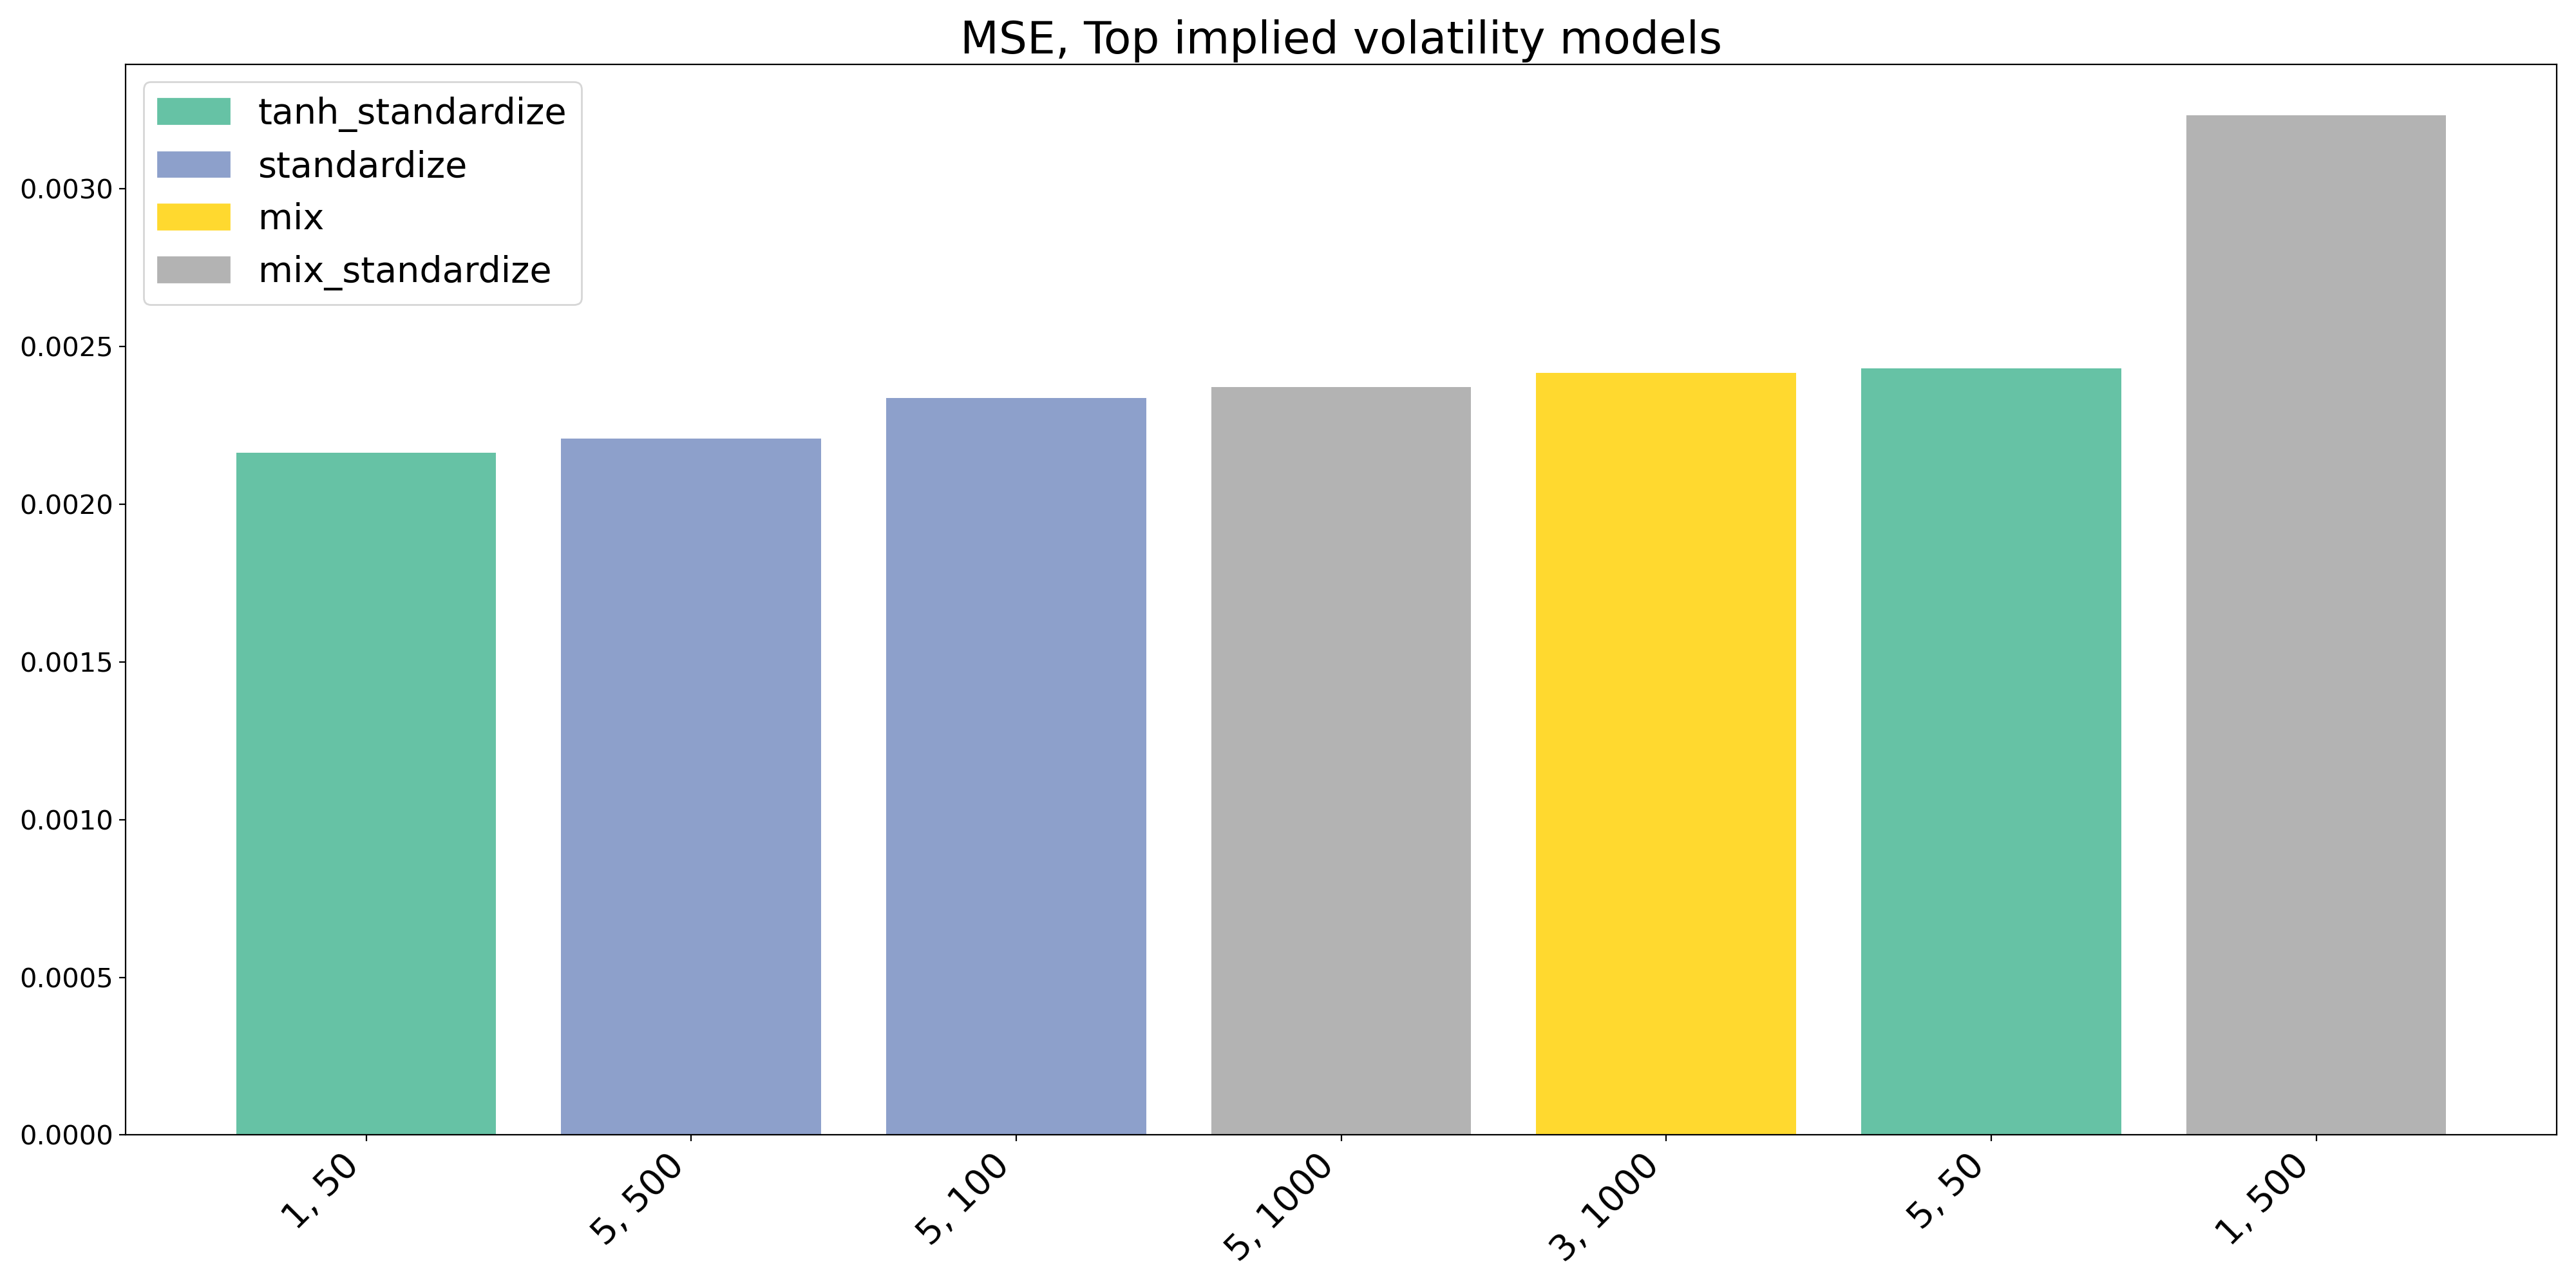 MSE, Top implied volatility models
tanh_standardize
standardize
mix
mix_standardize
0.0030
0.0025
0.0020
0.0015
0.0010
0.0005
0.0000
1, 50
5, 500
5, 100
5, 1000
3, 1000
5, 50
1, 500